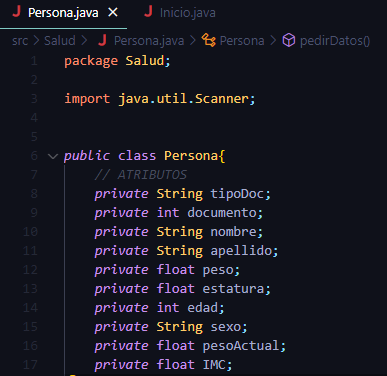 J Persona.java X J Inicio.java
src > Salud > J Persona.java > Persona > pedirDatos()
1 package Salud;
2
3 import java.util.Scanner;
4
5
6 public class Persona{
7 // ATRIBUTOS
8 private String tipoDoc;
9 private int documento;
10 private String nombre;
11 private String apellido;
12 private float peso;
13 private float estatura;
14 private int edad;
15 private String sexo;
16 private float pesoActual;
17 private float IMC;